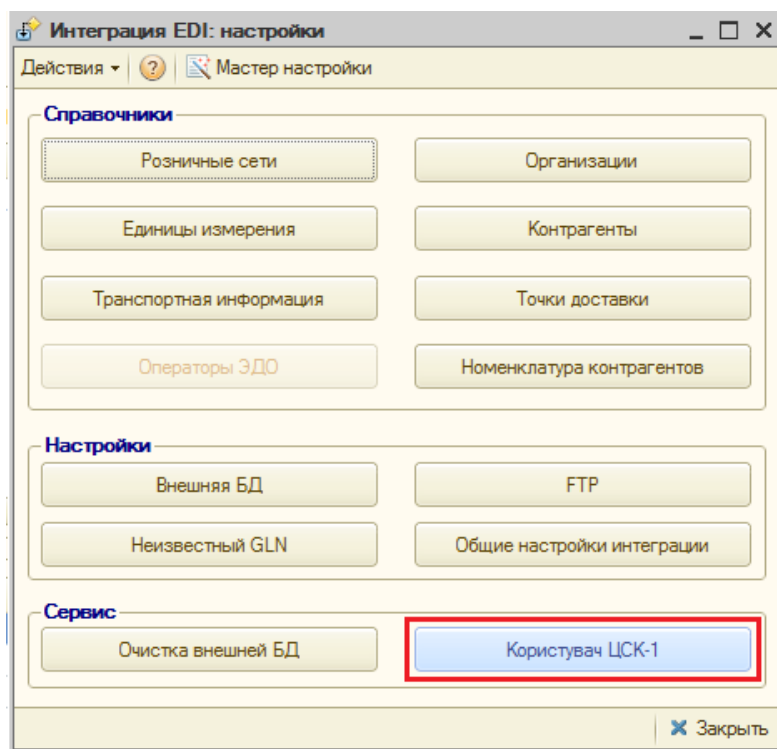 Интеграция EDI: настройки
Действия
Мастер настройки
Справочники
Розничные сети
Организации
Единицы измерения
Контрагенты
Транспортная информация
Точки доставки
Операторы ЭДО
Номенклатура контрагентов
Настройки
Внешняя БД
FTP
Неизвестный GLN
Общие настройки интеграции
Сервис
Очистка внешней БД
Користувач ЦСК-1
Закрыть